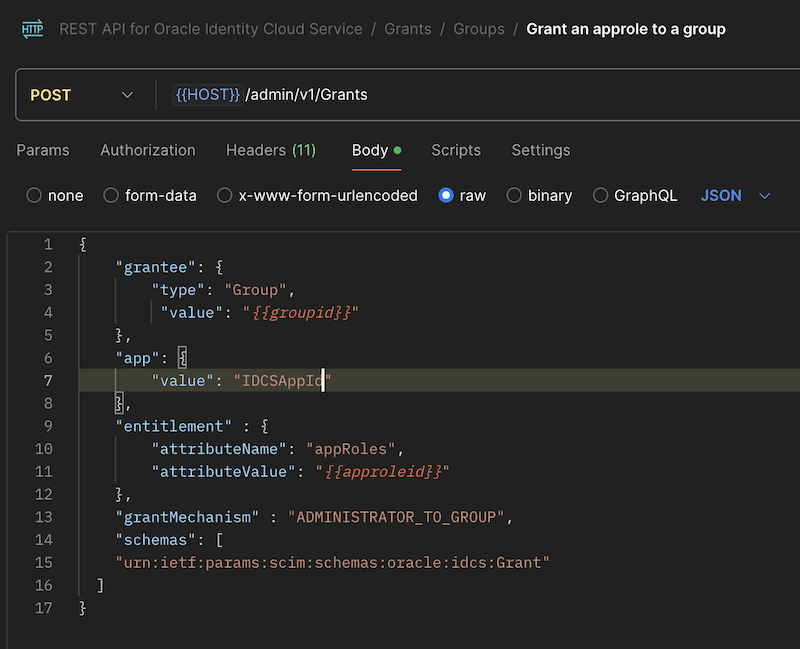 HTTP REST API for Oracle Identity Cloud Service / Grants / Groups / Grant an approle to a group
POST {{HOST}} /admin/v1/Grants
Params Authorization Headers (11) Body Scripts Settings
none form-data x-www-form-urlencoded raw binary GraphQL JSON
1 {
2 "grantee": {
3 "type": "Group",
4 "value": "{{groupid}}"
5 },
6 "app": {
7 "value": "IDCSAppId"
8 },
9 "entitlement" : {
10 "attributeName": "appRoles",
11 "attributeValue": "{{approleid}}"
12 },
13 "grantMechanism" : "ADMINISTRATOR_TO_GROUP",
14 "schemas": [
15 "urn:ietf:params:scim:schemas:oracle:idcs:Grant"
16 ]
17 }